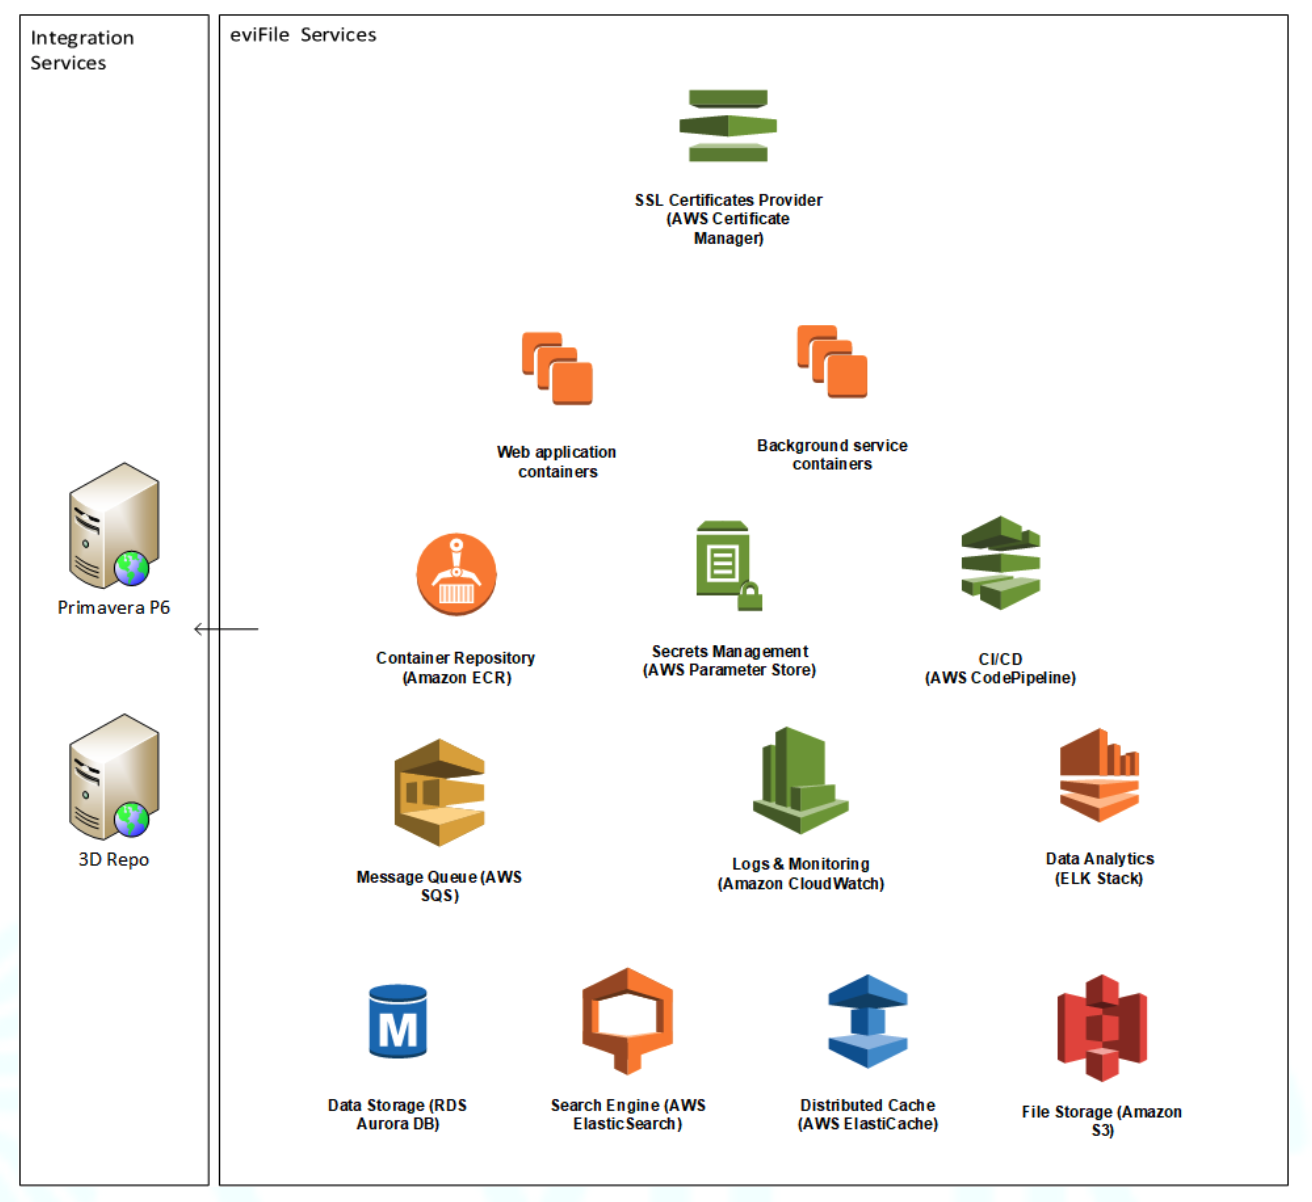 Integration
Services
eviFile Services
SSL Certificates Provider
(AWS Certificate
Manager)
Web application
containers
Background service
containers
Primavera P6
Container Repository
(Amazon ECR)
Secrets Management
(AWS Parameter Store)
CI/CD
(AWS CodePipeline)
3D Repo
Message Queue (AWS
SQS)
Logs & Monitoring
(Amazon CloudWatch)
Data Analytics
(ELK Stack)
M
Data Storage (RDS
Aurora DB)
Search Engine (AWS
ElasticSearch)
Distributed Cache
(AWS ElastiCache)
File Storage (Amazon
S3)